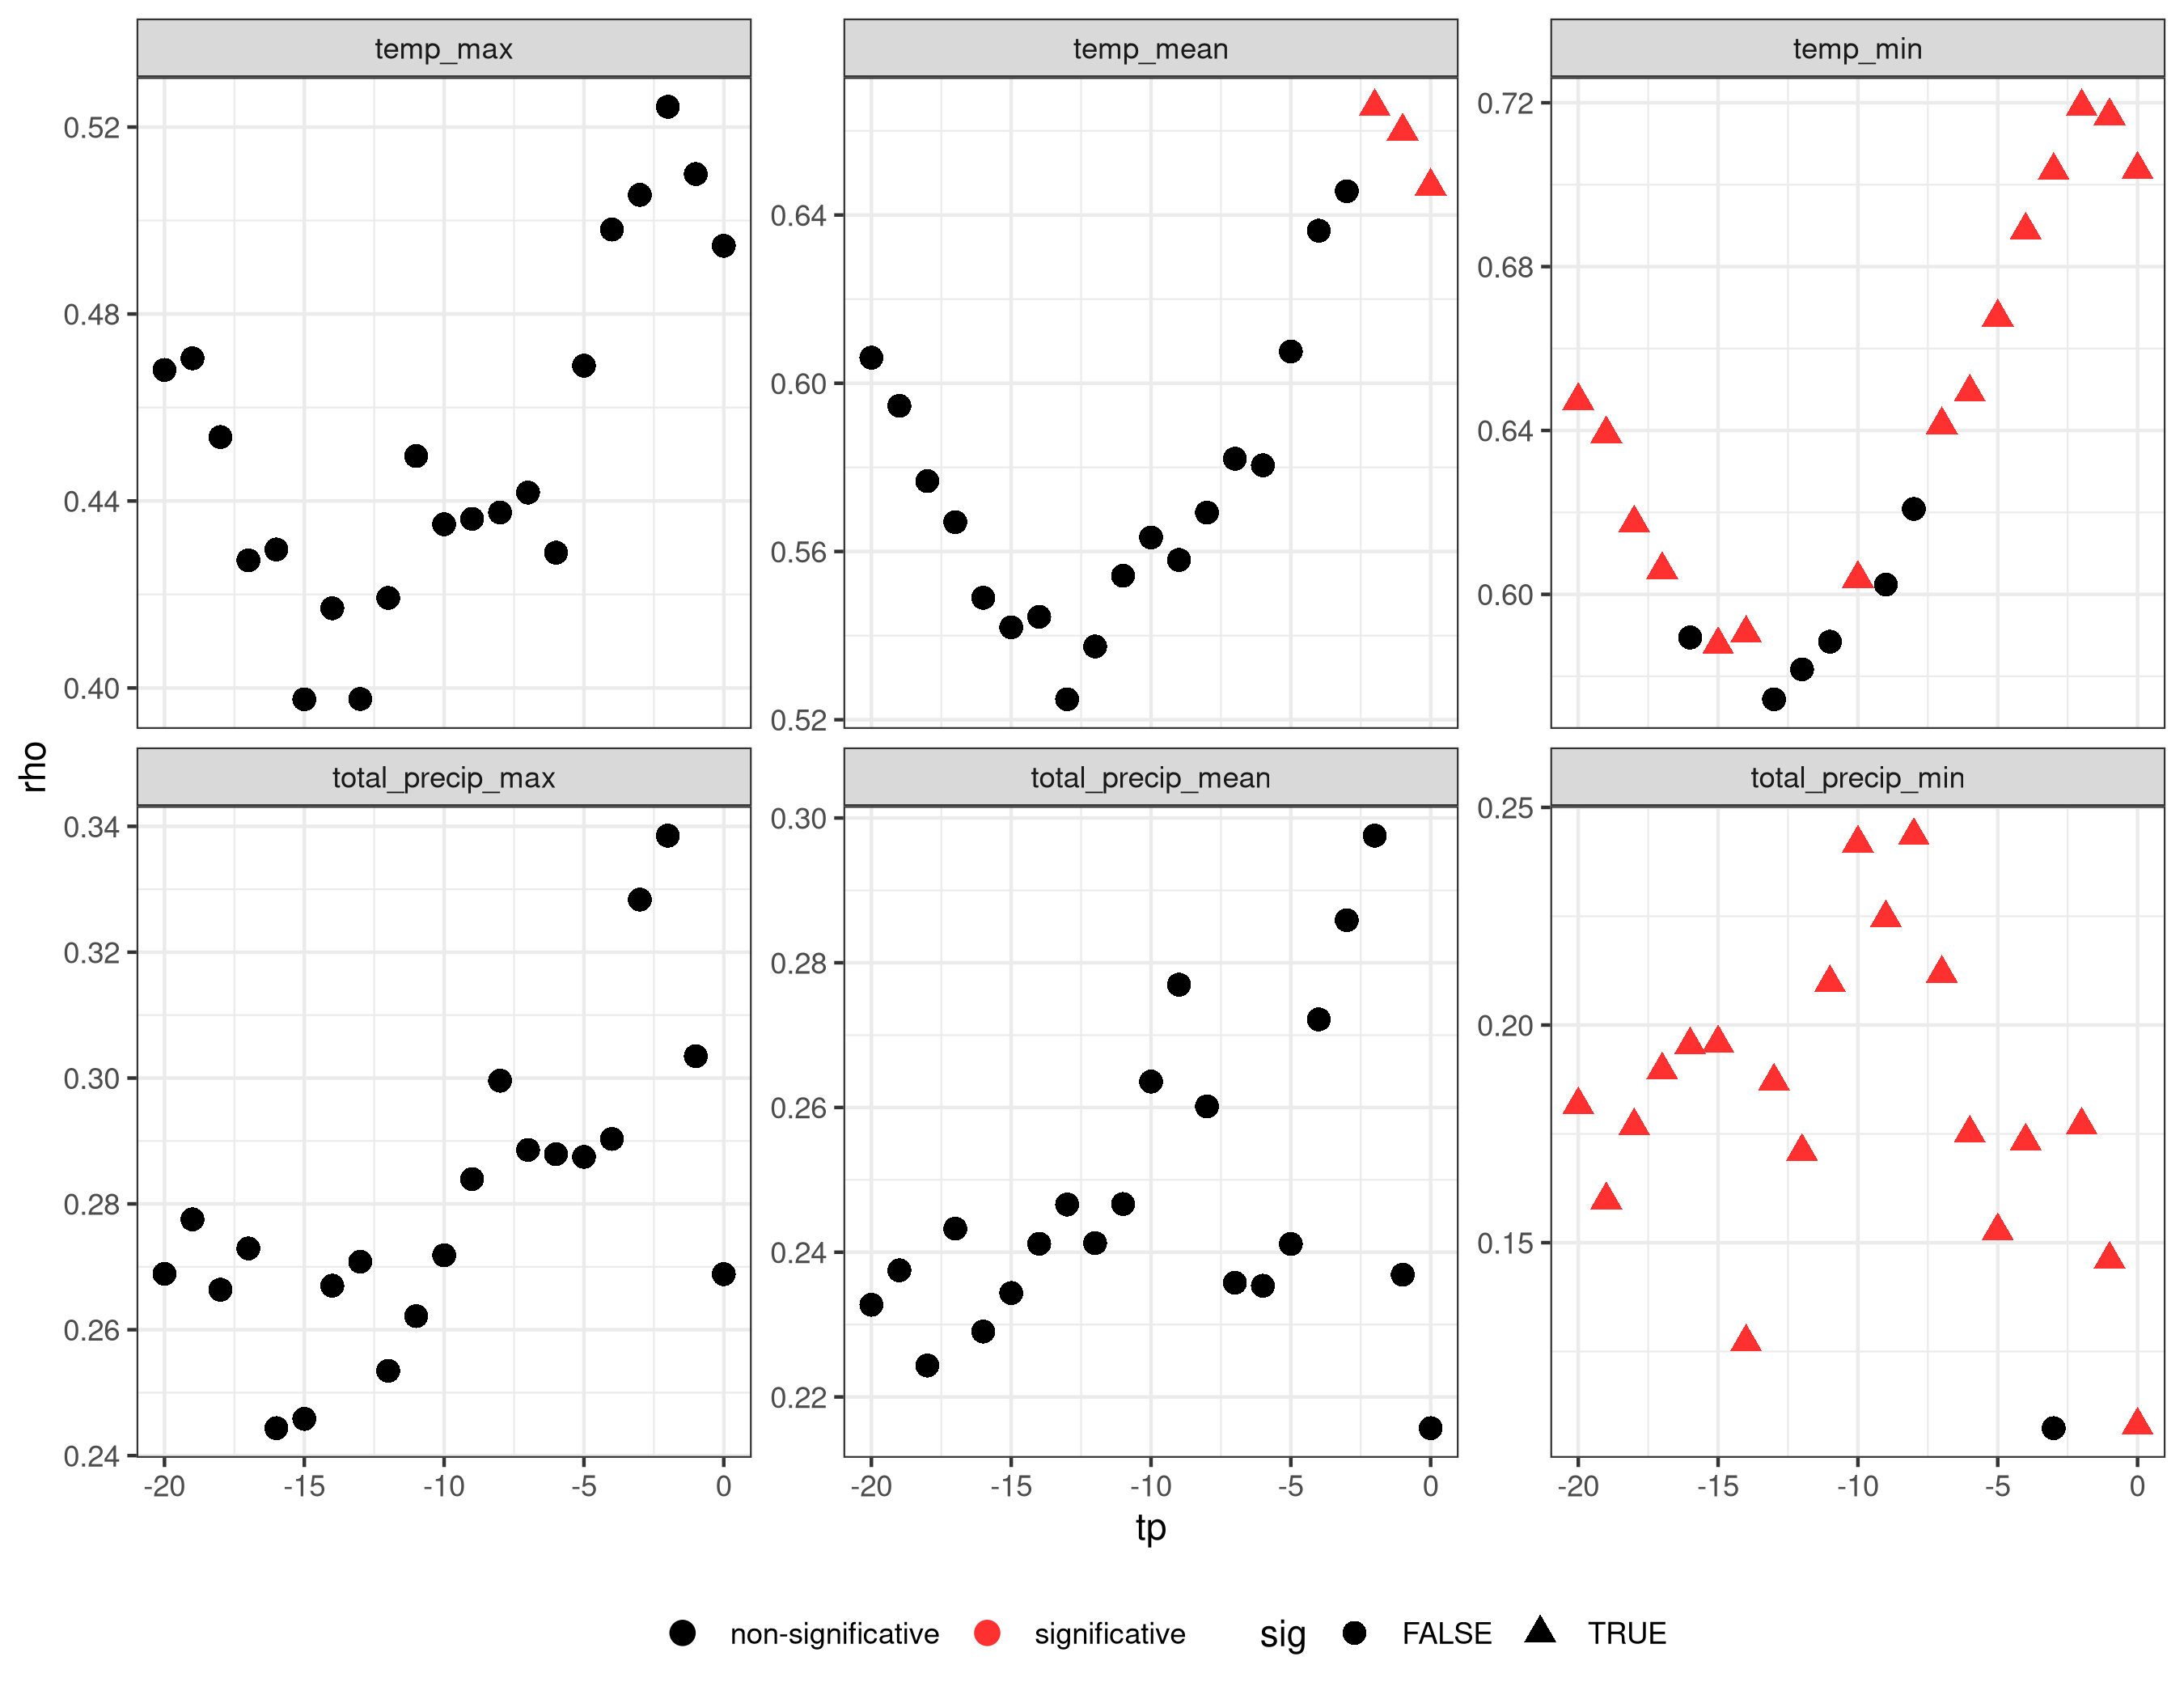 temp_max
temp_mean
temp_min
0.52
0.48
0.44
0.40
0.64
0.60
0.56
0.52
0.72
0.68
0.64
0.60
rho
total_precip_max
total_precip_mean
total_precip_min
0.34
0.32
0.30
0.28
0.26
0.24
0.30
0.28
0.26
0.24
0.22
0.25
0.20
0.15
-20 -15 -10 -5 0
-20 -15 -10 -5 0
-20 -15 -10 -5 0
tp
non-significative significative sig FALSE TRUE